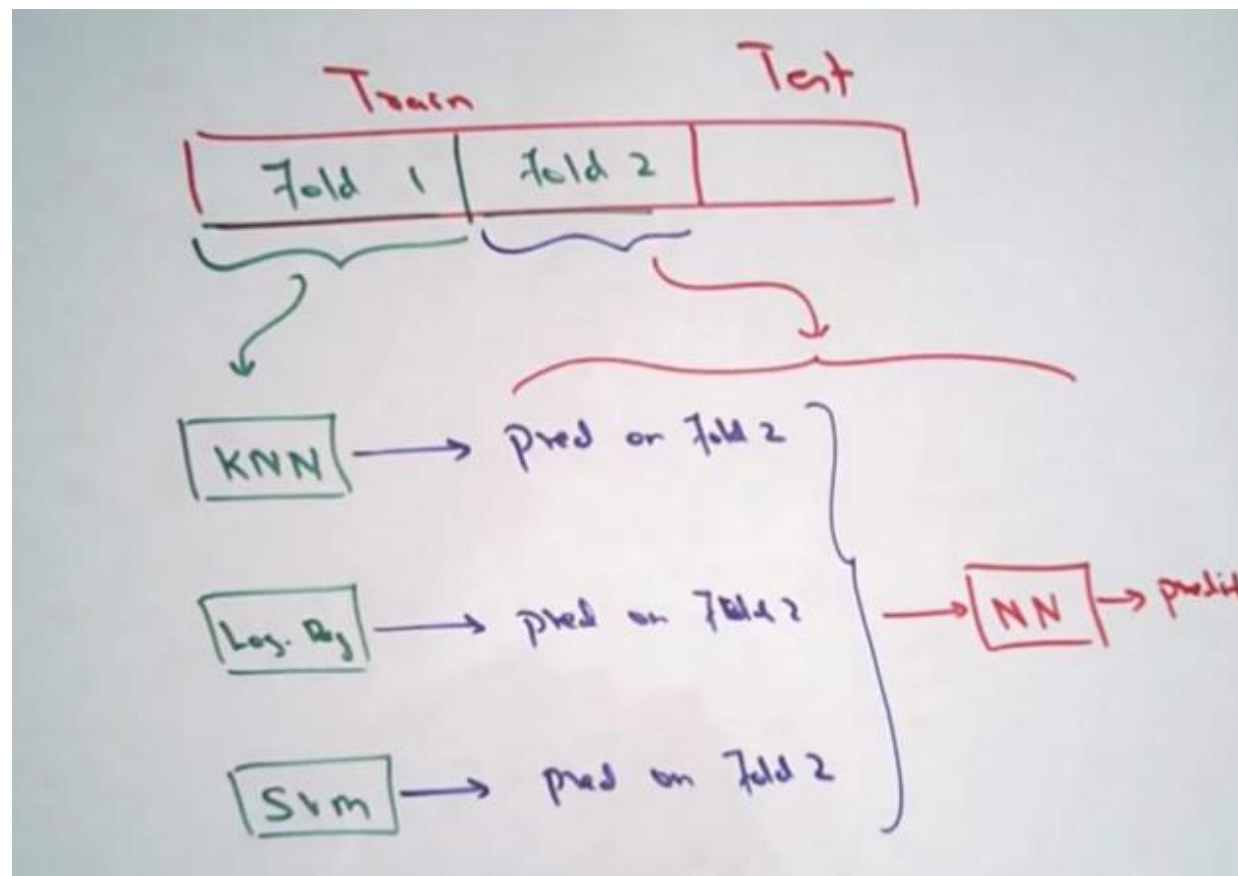 Train Test
Fold 1 Fold 2
KNN pred on Fold 2
Log. Reg pred on Fold 2
NN predit
Svm pred on Fold 2